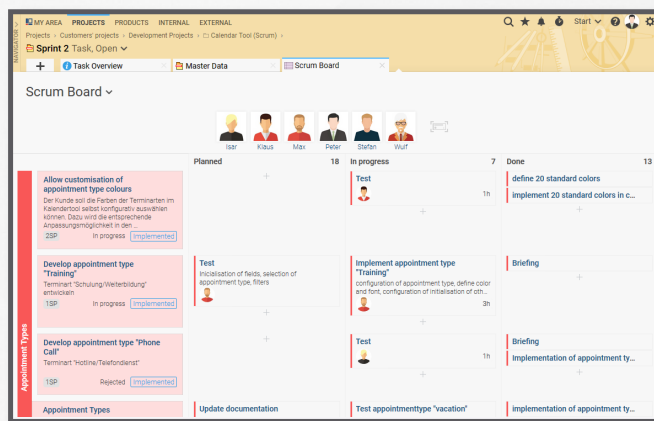 MY AREA PROJECTS PRODUCTS INTERNAL EXTERNAL
Start
NAVIGATOR
Projects › Customers' projects › Development Projects › Calendar Tool (Scrum) ›
Sprint 2 Task, Open
+ Task Overview × Master Data × Scrum Board ×
Scrum Board
Isar Klaus Max Peter Stefan Wulf
Planned 18 In progress 7 Done 13
Appointment Types
Allow customisation of
appointment type colours
Der Kunde soll die Farben der Terminarten im
Kalendertool selbst konfigurativ auswählen
können. Dazu wird die entsprechende
Anpassungsmöglichkeit in den ...
2SP In progress Implemented
+
Test
1h
+
define 20 standard colors
implement 20 standard colors in c...
+
Develop appointment type
"Training"
Terminart "Schulung/Weiterbildung"
entwickeln
1SP In progress Implemented
Test
Inicialisation of fields, selection of
appointment type, filters
+
Implement appointment type
"Training"
configuration of appointment type, define color
and font, configuration of initialisation of oth...
3h
+
Briefing
+
Develop appointment type "Phone
Call"
Terminart "Hotline/Telefondienst"
1SP Rejected Implemented
+
Test
1h
+
Briefing
Implementation of appointment ty...
+
Appointment Types
Update documentation
Test appointmenttype "vacation"
implementation of appointment ty...